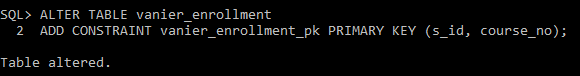 SQL> ALTER TABLE vanier_enrollment
2 ADD CONSTRAINT vanier_enrollment_pk PRIMARY KEY (s_id, course_no);
Table altered.